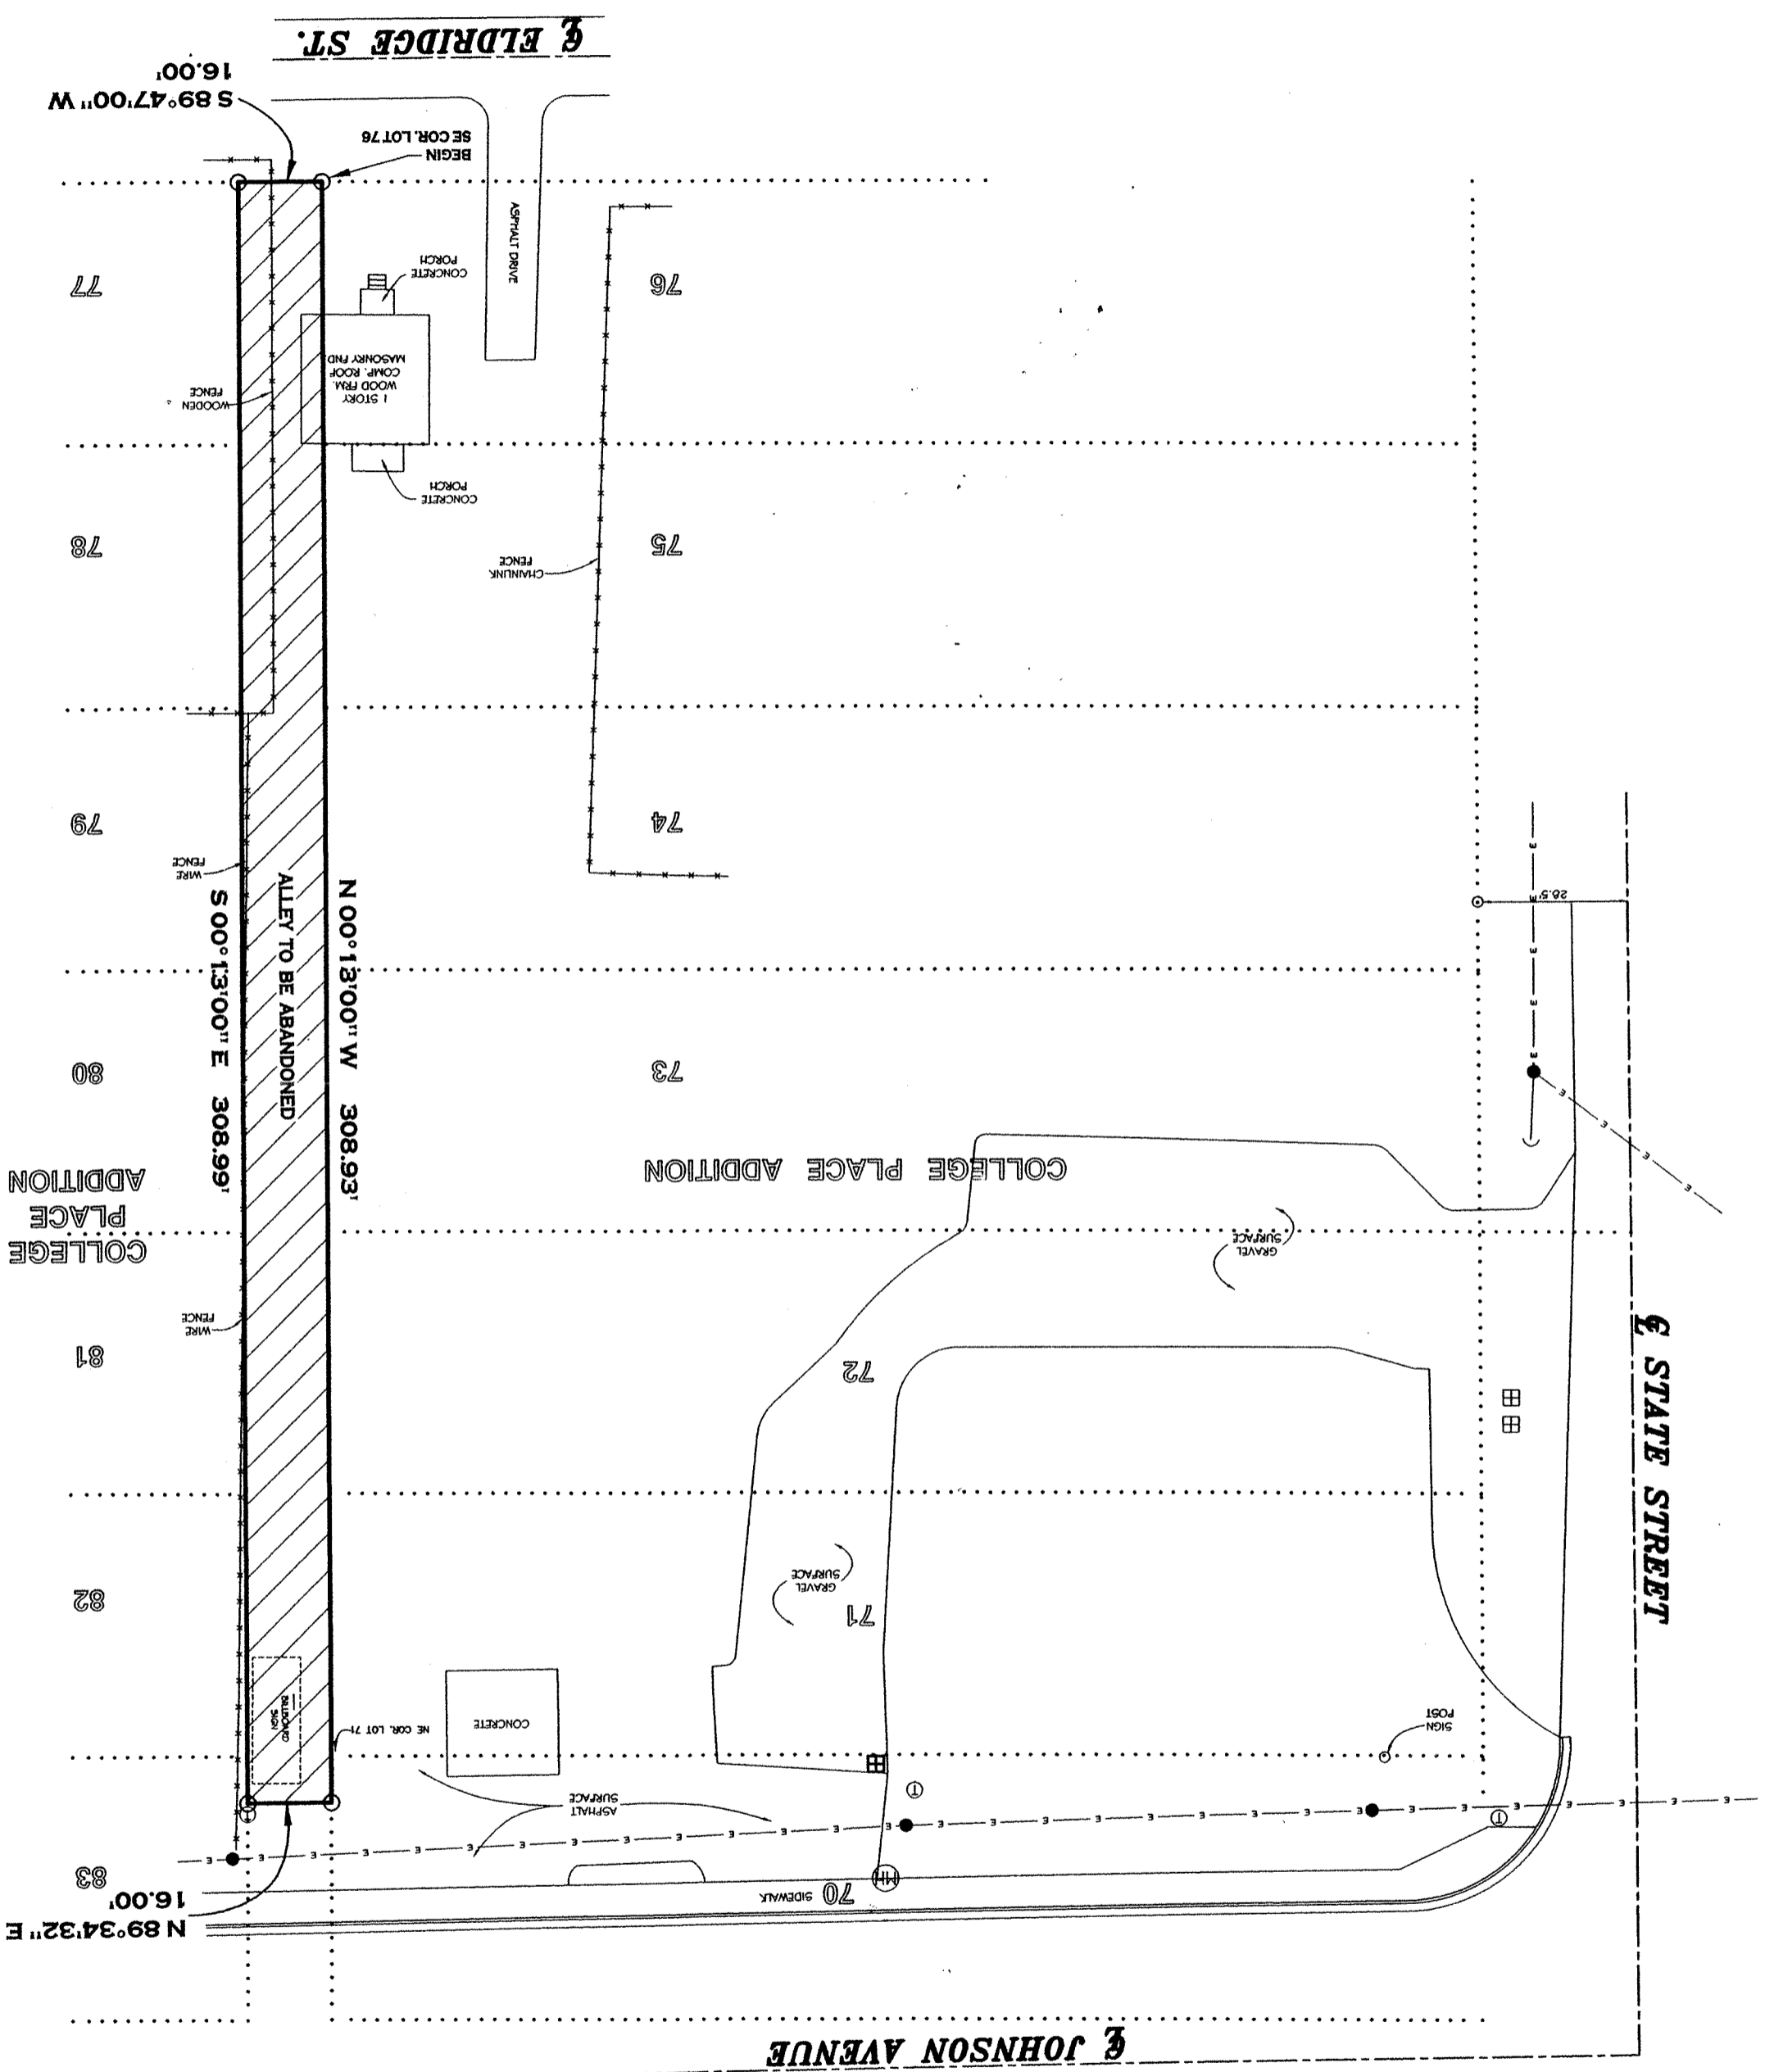 ℄ JOHNSON AVENUE
N 89°34'32" E
16.00'
70
SIDEWALK
83
ASPHALT
SURFACE
SIGN
POST
CONCRETE
NE COR. LOT 71
BILLBOARD
SIGN
71
GRAVEL
SURFACE
82
℄ STATE STREET
72
81
WIRE
FENCE
GRAVEL
SURFACE
COLLEGE PLACE ADDITION
COLLEGE
PLACE
ADDITION
73
80
N 00°13'00" W 308.93'
ALLEY TO BE ABANDONED
S 00°13'00" E 308.99'
28.5'
WIRE
FENCE
74
79
CHAINLINK
FENCE
75
78
CONCRETE
PORCH
1 STORY
WOOD FRM.
COMP. ROOF
MASONRY FND.
WOODEN
FENCE
CONCRETE
PORCH
76
77
ASPHALT DRIVE
BEGIN
SE COR. LOT 76
S 89°47'00" W
16.00'
℄ ELDRIDGE ST.
MH
T
T
T
E